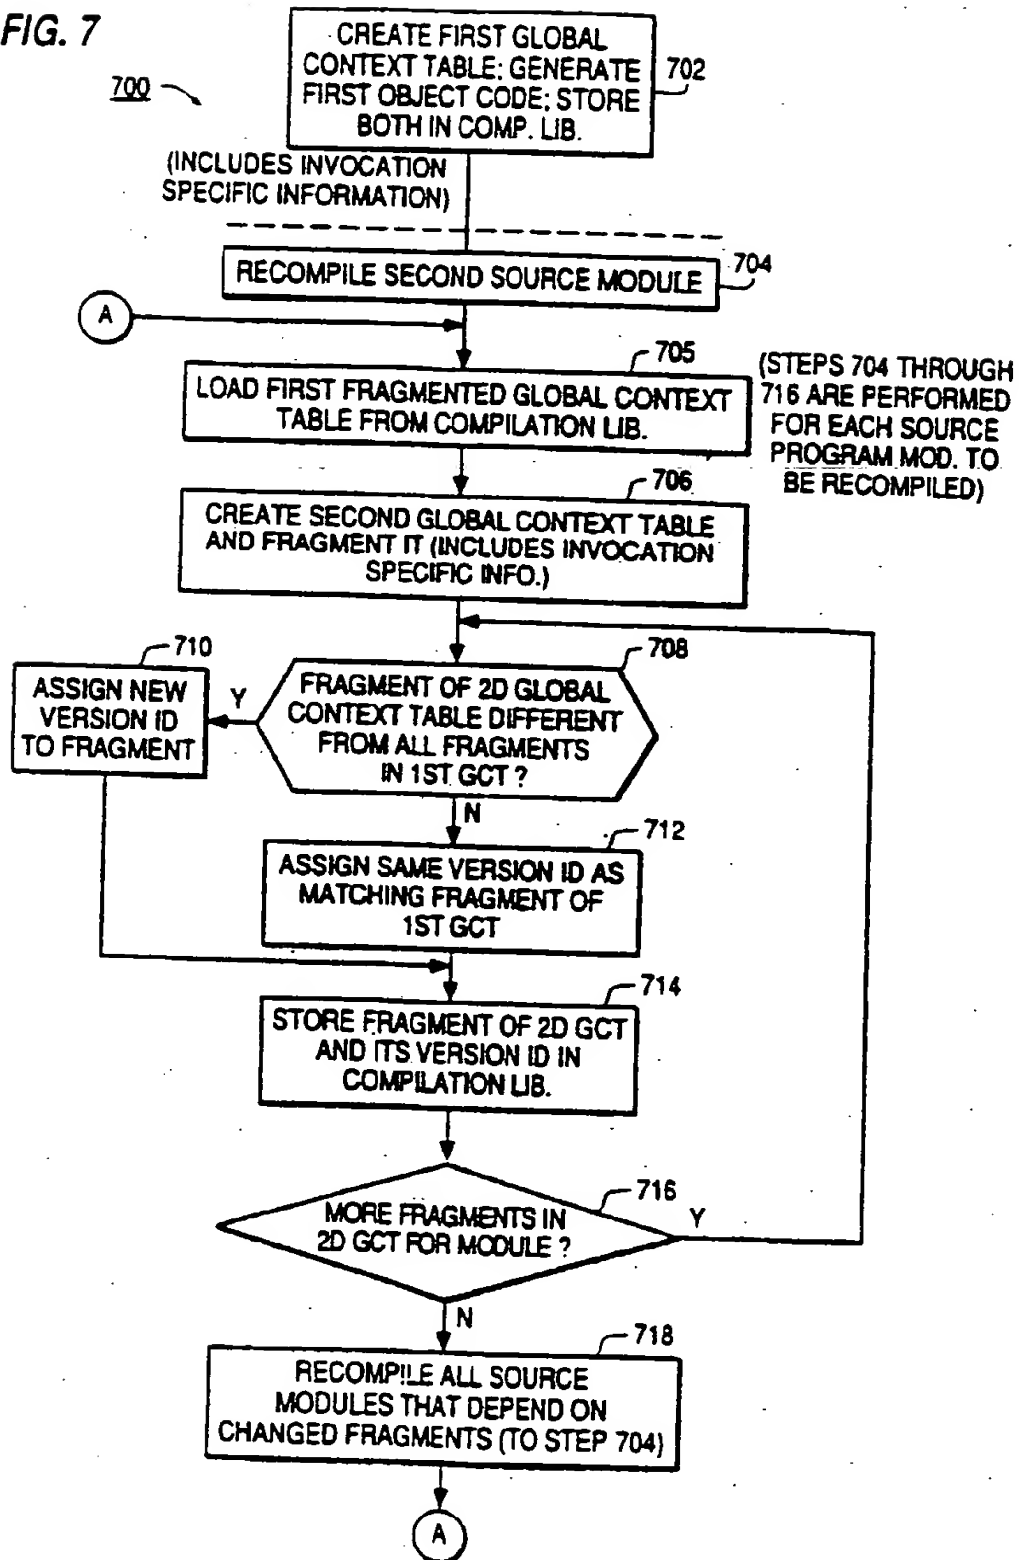 FIG. 7
700
CREATE FIRST GLOBAL
CONTEXT TABLE; GENERATE
FIRST OBJECT CODE; STORE
BOTH IN COMP. LIB.
702
(INCLUDES INVOCATION
SPECIFIC INFORMATION)
RECOMPILE SECOND SOURCE MODULE
704
A
705
LOAD FIRST FRAGMENTED GLOBAL CONTEXT
TABLE FROM COMPILATION LIB.
(STEPS 704 THROUGH
716 ARE PERFORMED
FOR EACH SOURCE
PROGRAM MOD. TO
BE RECOMPILED)
706
CREATE SECOND GLOBAL CONTEXT TABLE
AND FRAGMENT IT (INCLUDES INVOCATION
SPECIFIC INFO.)
708
FRAGMENT OF 2D GLOBAL
CONTEXT TABLE DIFFERENT
FROM ALL FRAGMENTS
IN 1ST GCT ?
Y
710
ASSIGN NEW
VERSION ID
TO FRAGMENT
N
712
ASSIGN SAME VERSION ID AS
MATCHING FRAGMENT OF
1ST GCT
714
STORE FRAGMENT OF 2D GCT
AND ITS VERSION ID IN
COMPILATION LIB.
716
MORE FRAGMENTS IN
2D GCT FOR MODULE ?
Y
N
718
RECOMPILE ALL SOURCE
MODULES THAT DEPEND ON
CHANGED FRAGMENTS (TO STEP 704)
A